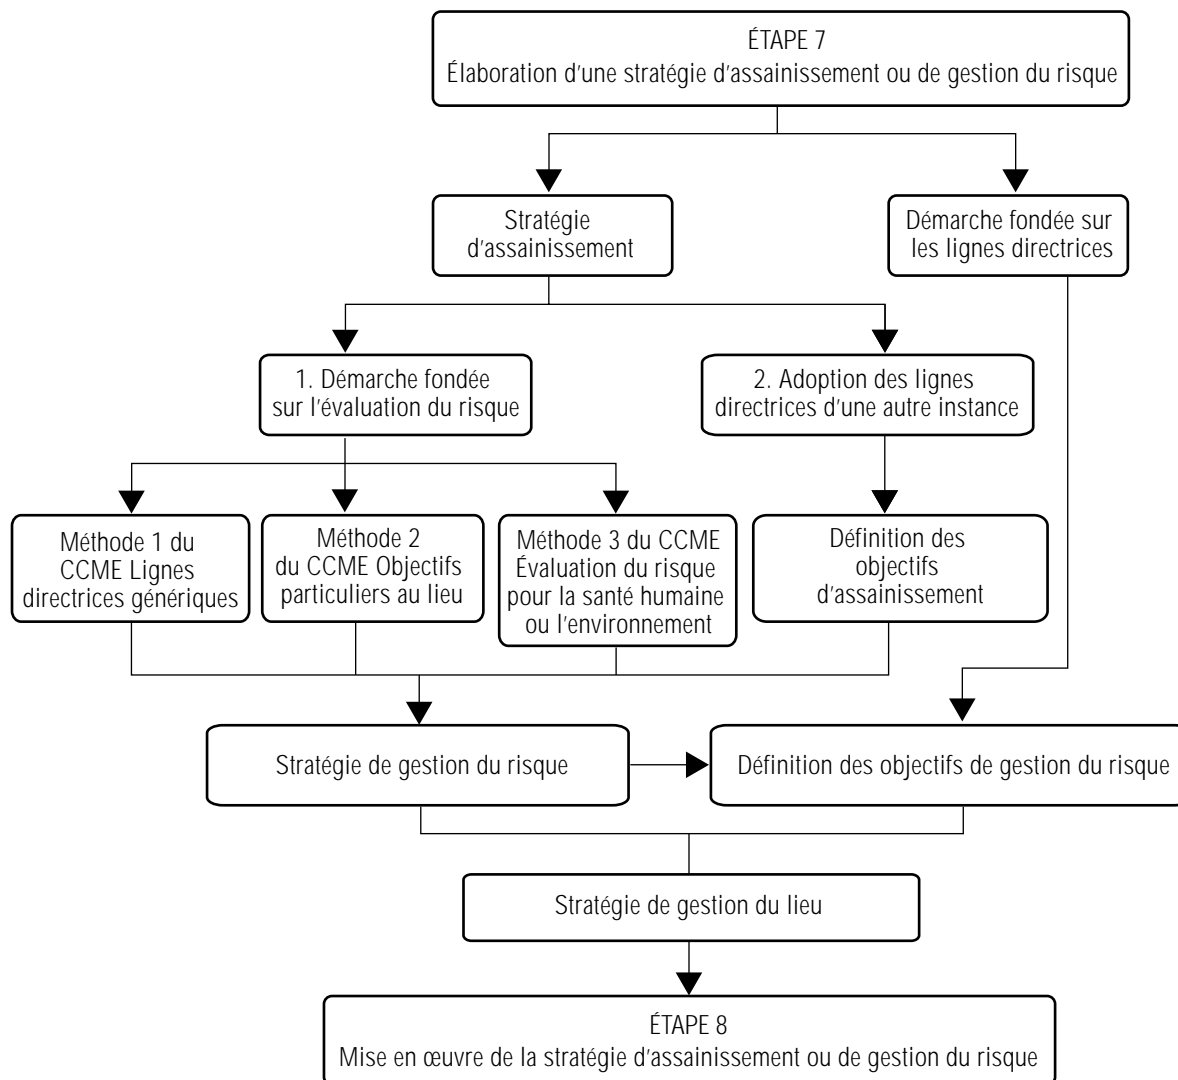 ÉTAPE 7
Élaboration d'une stratégie d'assainissement ou de gestion du risque
Stratégie
d'assainissement
Démarche fondée sur
les lignes directrices
1. Démarche fondée
sur l'évaluation du risque
2. Adoption des lignes
directrices d'une autre instance
Méthode 1 du
CCME Lignes
directrices génériques
Méthode 2
du CCME Objectifs
particuliers au lieu
Méthode 3 du CCME
Évaluation du risque
pour la santé humaine
ou l'environnement
Définition des
objectifs
d'assainissement
Stratégie de gestion du risque
Définition des objectifs de gestion du risque
Stratégie de gestion du lieu
ÉTAPE 8
Mise en œuvre de la stratégie d'assainissement ou de gestion du risque